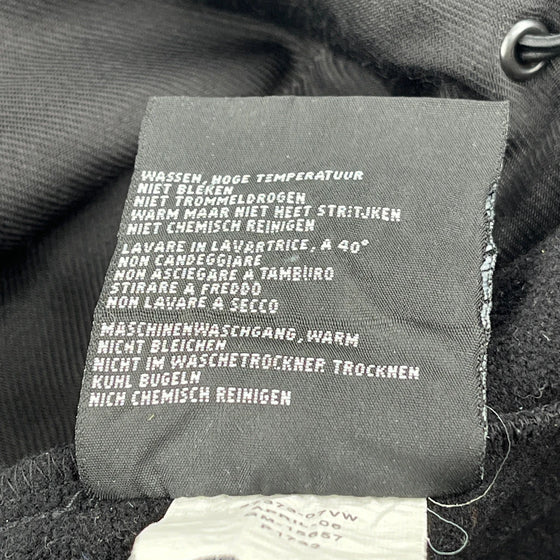 WASSEN, HOGE TEMPERATUUR
NIET BLEKEN
NIET TROMMELDROGEN
WARM MAAR NIET HEET STRITJKEN
NIET CHEMISCH REINIGEN
LAVARE IN LAVARTRICE, A 40°
NON CANDEGGIARE
NON ASCIEGARE A TAMBURO
STIRARE A FREDDO
NON LAVARE A SECCO
MASCHINENWASCHGANG, WARM
NICHT BLEICHEN
NICHT IM WASCHETROCKNER TROCKNEN
KUHL BUGELN
NICH CHEMISCH REINIGEN